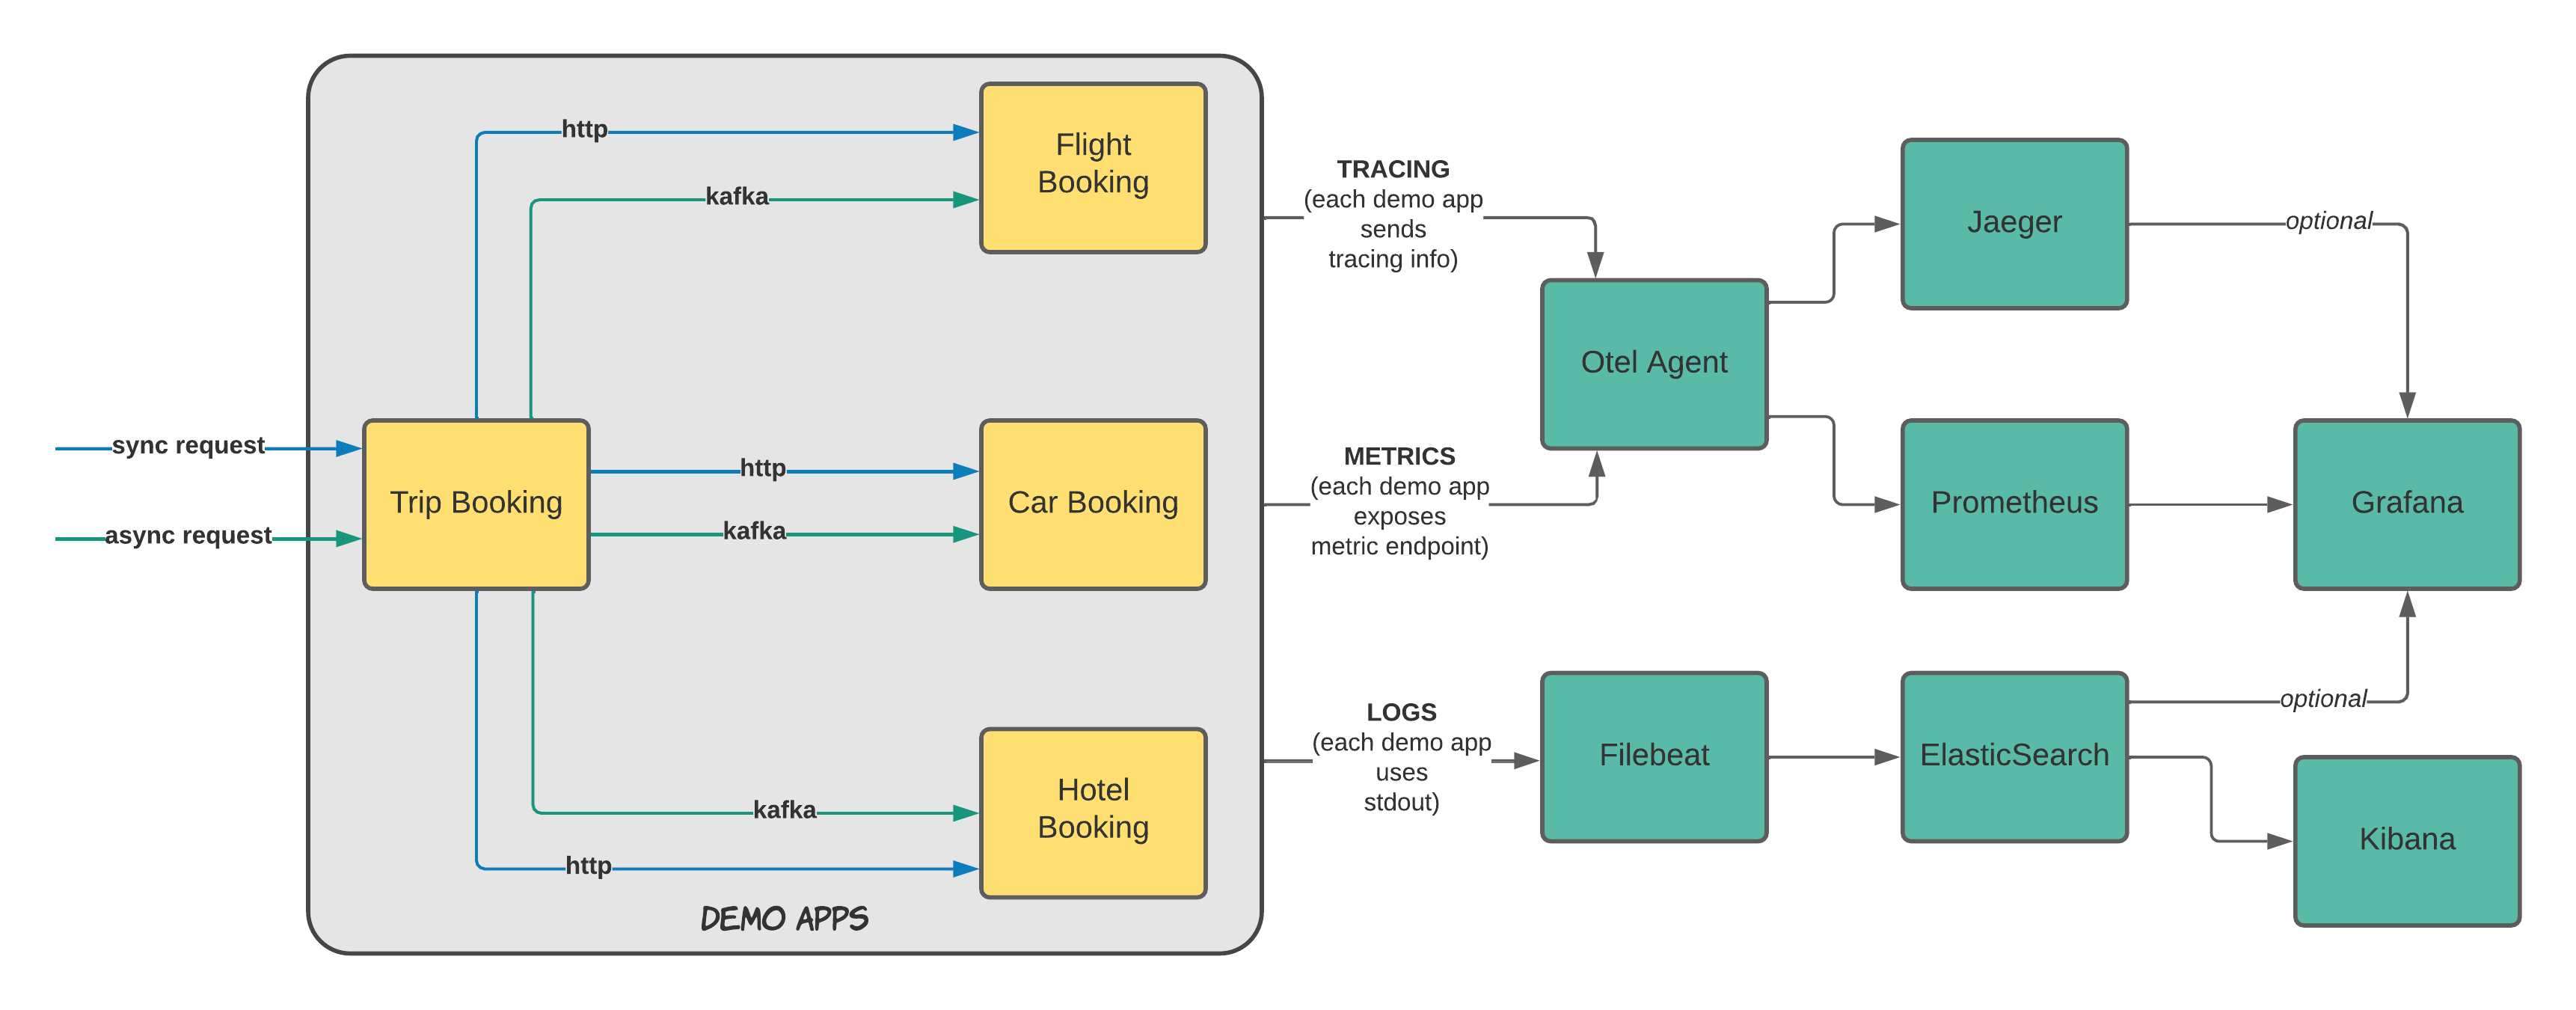 http
kafka
Flight
Booking
sync request
async request
Trip Booking
http
kafka
Car Booking
kafka
http
Hotel
Booking
DEMO APPS
TRACING
(each demo app
sends
tracing info)
METRICS
(each demo app
exposes
metric endpoint)
LOGS
(each demo app
uses
stdout)
Otel Agent
Filebeat
Jaeger
Prometheus
ElasticSearch
optional
Grafana
optional
Kibana